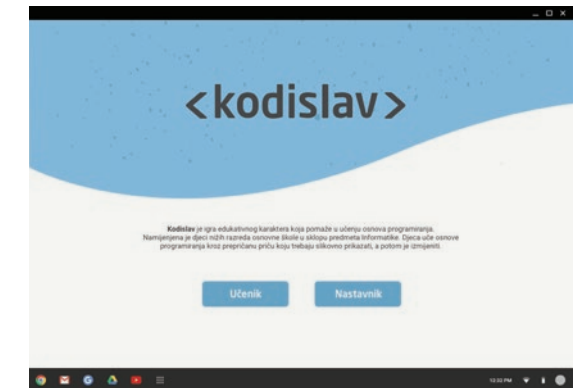 <kodislav>
Kodislav je igra edukativnog karaktera koja pomaže u učenju osnova programiranja.
Namijenjena je djeci nižih razreda osnovne škole u sklopu predmeta Informatike. Djeca uče osnove
programiranja kroz prepričanu priču koju trebaju slikovno prikazati, a potom je izmijeniti.
Učenik
Nastavnik